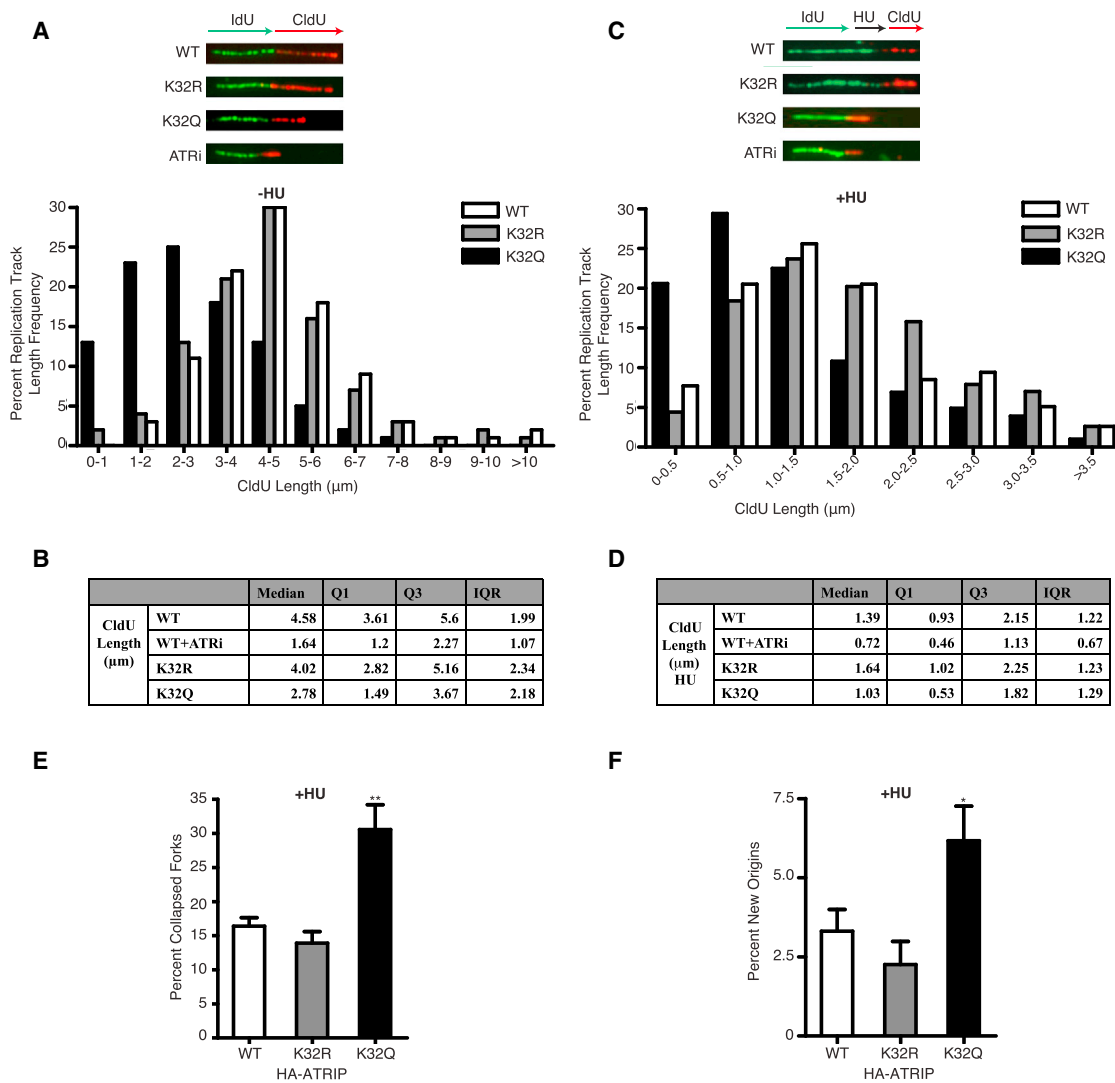 A
IdU CldU
WT
K32R
K32Q
ATRi
-HU
30
25
20
15
10
5
0
Percent Replication Track
Length Frequency
WT
K32R
K32Q
0-1 1-2 2-3 3-4 4-5 5-6 6-7 7-8 8-9 9-10 >10
CldU Length (µm)
C
IdU HU CldU
WT
K32R
K32Q
ATRi
+HU
30
25
20
15
10
5
0
Percent Replication Track
Length Frequency
WT
K32R
K32Q
0-0.5 0.5-1.0 1.0-1.5 1.5-2.0 2.0-2.5 2.5-3.0 3.0-3.5 >3.5
CldU Length (µm)
B
Median Q1 Q3 IQR
CldU Length (µm)
WT 4.58 3.61 5.6 1.99
WT+ATRi 1.64 1.2 2.27 1.07
K32R 4.02 2.82 5.16 2.34
K32Q 2.78 1.49 3.67 2.18
D
Median Q1 Q3 IQR
CldU Length (µm) HU
WT 1.39 0.93 2.15 1.22
WT+ATRi 0.72 0.46 1.13 0.67
K32R 1.64 1.02 2.25 1.23
K32Q 1.03 0.53 1.82 1.29
E
+HU
**
35
30
25
20
15
10
5
0
Percent Collapsed Forks
WT K32R K32Q
HA-ATRIP
F
+HU
*
7.5
5.0
2.5
0
Percent New Origins
WT K32R K32Q
HA-ATRIP